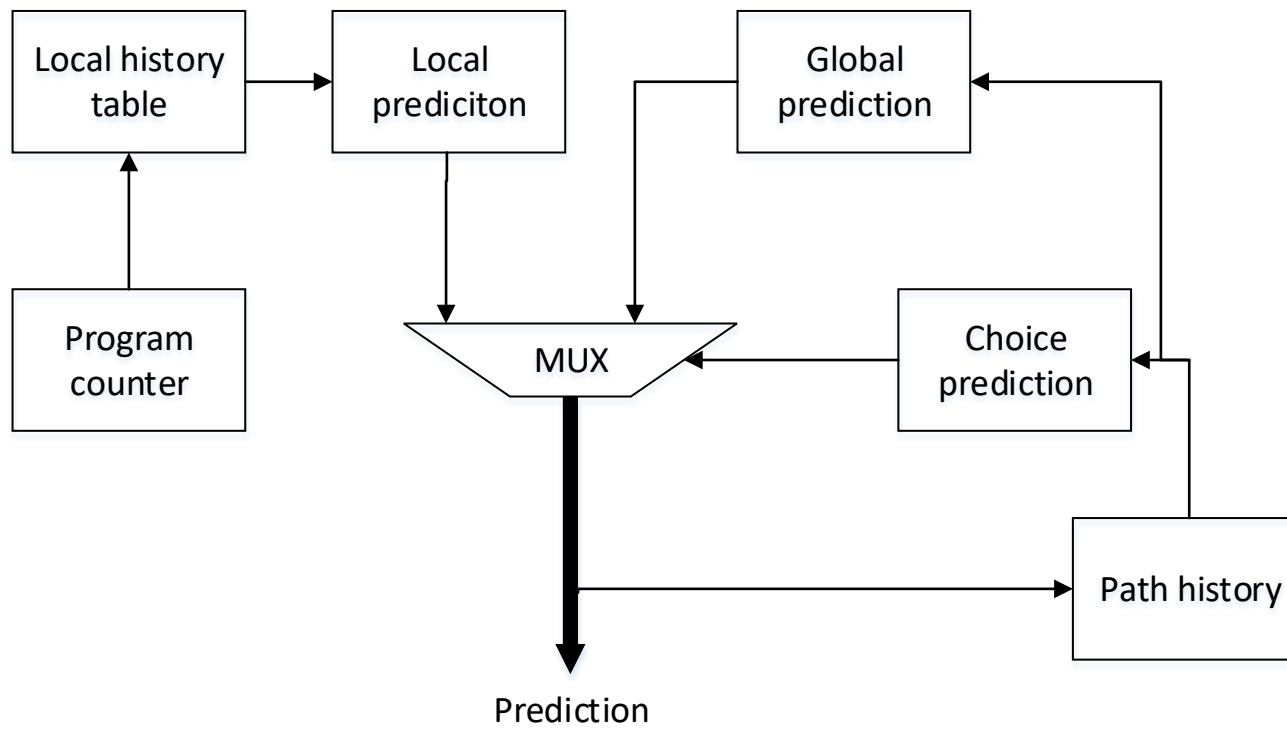 Local history
table
Local
prediciton
Global
prediction
Program
counter
MUX
Choice
prediction
Path history
Prediction